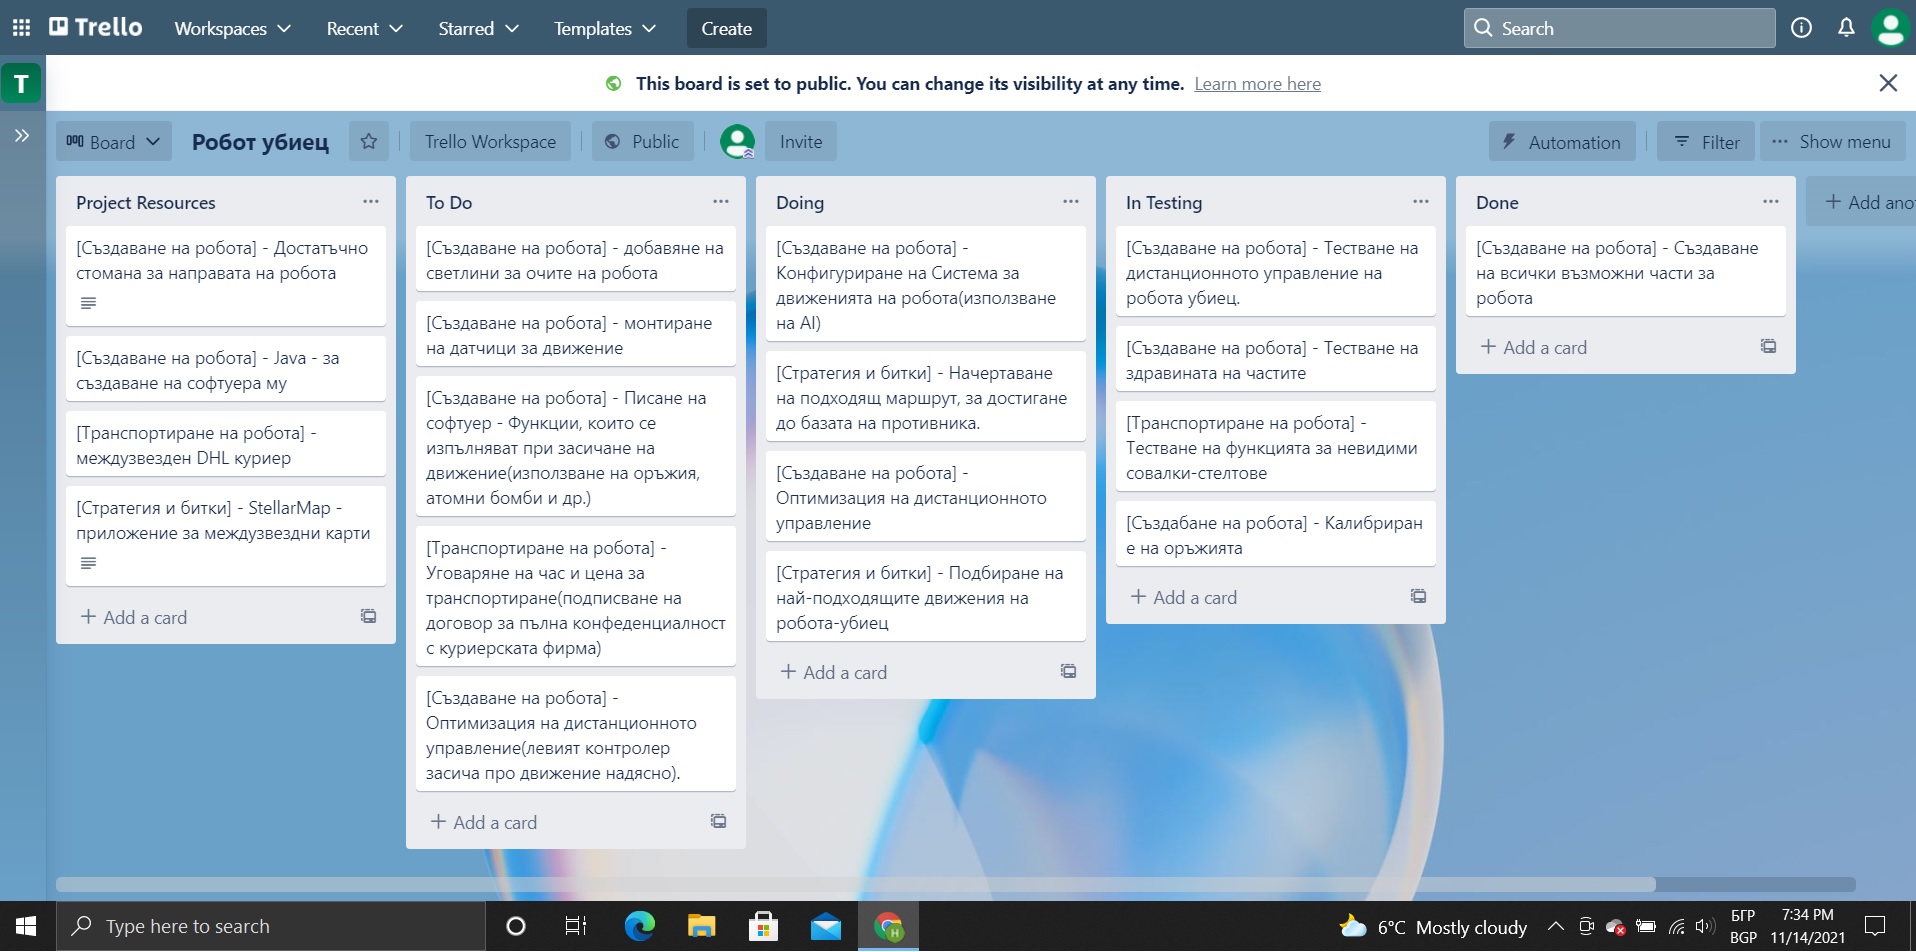 Trello
Workspaces
Recent
Starred
Templates
Create
Search
T
This board is set to public. You can change its visibility at any time. Learn more here
Board
Робот убиец
Trello Workspace
Public
Invite
Automation
Filter
Show menu
Project Resources
[Създаване на робота] - Достатъчно
стомана за направата на робота
[Създаване на робота] - Java - за
създаване на софтуера му
[Транспортиране на робота] -
междузвезден DHL куриер
[Стратегия и битки] - StellarMap -
приложение за междузвездни карти
+ Add a card
To Do
[Създаване на робота] - добавяне на
светлини за очите на робота
[Създаване на робота] - монтиране
на датчици за движение
[Създаване на робота] - Писане на
софтуер - Функции, които се
изпълняват при засичане на
движение(използване на оръжия,
атомни бомби и др.)
[Транспортиране на робота] -
Уговаряне на час и цена за
транспортиране(подписване на
договор за пълна конфеденциалност
с куриерската фирма)
[Създаване на робота] -
Оптимизация на дистанционното
управление(левият контролер
засича про движение надясно).
+ Add a card
Doing
[Създаване на робота] -
Конфигуриране на Система за
движенията на робота(използване
на AI)
[Стратегия и битки] - Начертаване
на подходящ маршрут, за достигане
до базата на противника.
[Създаване на робота] -
Оптимизация на дистанционното
управление
[Стратегия и битки] - Подбиране на
най-подходящите движения на
робота-убиец
+ Add a card
In Testing
[Създаване на робота] - Тестване на
дистанционното управление на
робота убиец.
[Създаване на робота] - Тестване на
здравината на частите
[Транспортиране на робота] -
Тестване на функцията за невидими
совалки-стелтове
[Създабане на робота] - Калибриран
е на оръжията
+ Add a card
Done
[Създаване на робота] - Създаване
на всички възможни части за
робота
+ Add a card
+ Add ano
Type here to search
H
6°C Mostly cloudy
БГР
BGP
7:34 PM
11/14/2021